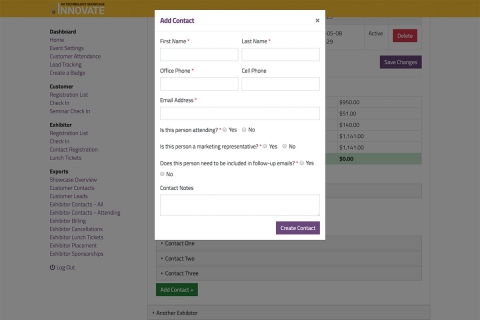 INNOVATE
Dashboard
Home
Event Settings
Customer Attendance
Lead Tracking
Create a Badge
Customer
Registration List
Check In
Seminar Check in
Exhibitor
Registration List
Check In
Contact Registration
Lunch Tickets
Exports
Showcase Overview
Customer Contacts
Customer Leads
Exhibitor Contacts - All
Exhibitor Contacts - Attending
Exhibitor Billing
Exhibitor Cancellations
Exhibitor Lunch Tickets
Exhibitor Placement
Exhibitor Sponsorships
Log Out
Add Contact ×
First Name * Last Name *
Office Phone * Cell Phone
Email Address *
Is this person attending? * Yes No
Is this person a marketing representative? * Yes No
Does this person need to be included in follow-up emails? * Yes
No
Contact Notes
Create Contact
05-08 Active Delete
29
Save Changes
$950.00
$51.00
$140.00
$1,141.00
$1,141.00
$0.00
Contact One
Contact Two
Contact Three
Add Contact »
Another Exhibitor